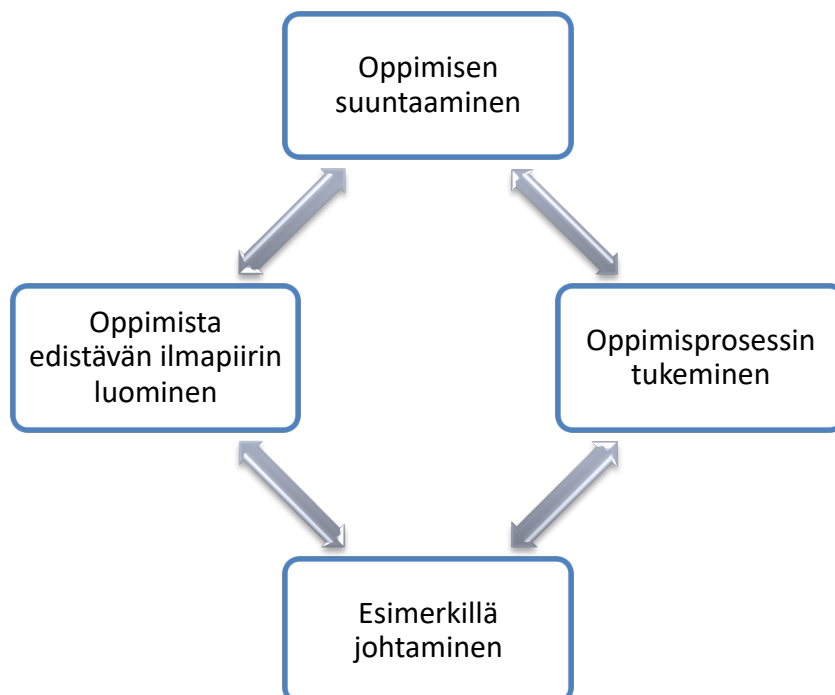 Oppimisen
suuntaaminen
Oppimista
edistävän ilmapiirin
luominen
Oppimisprosessin
tukeminen
Esimerkillä
johtaminen